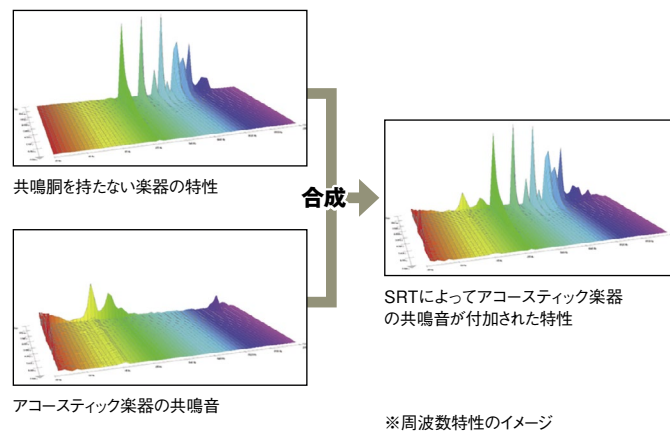 共鳴胴を持たない楽器の特性
合成
アコースティック楽器の共鳴音
SRTによってアコースティック楽器
の共鳴音が付加された特性
※周波数特性のイメージ